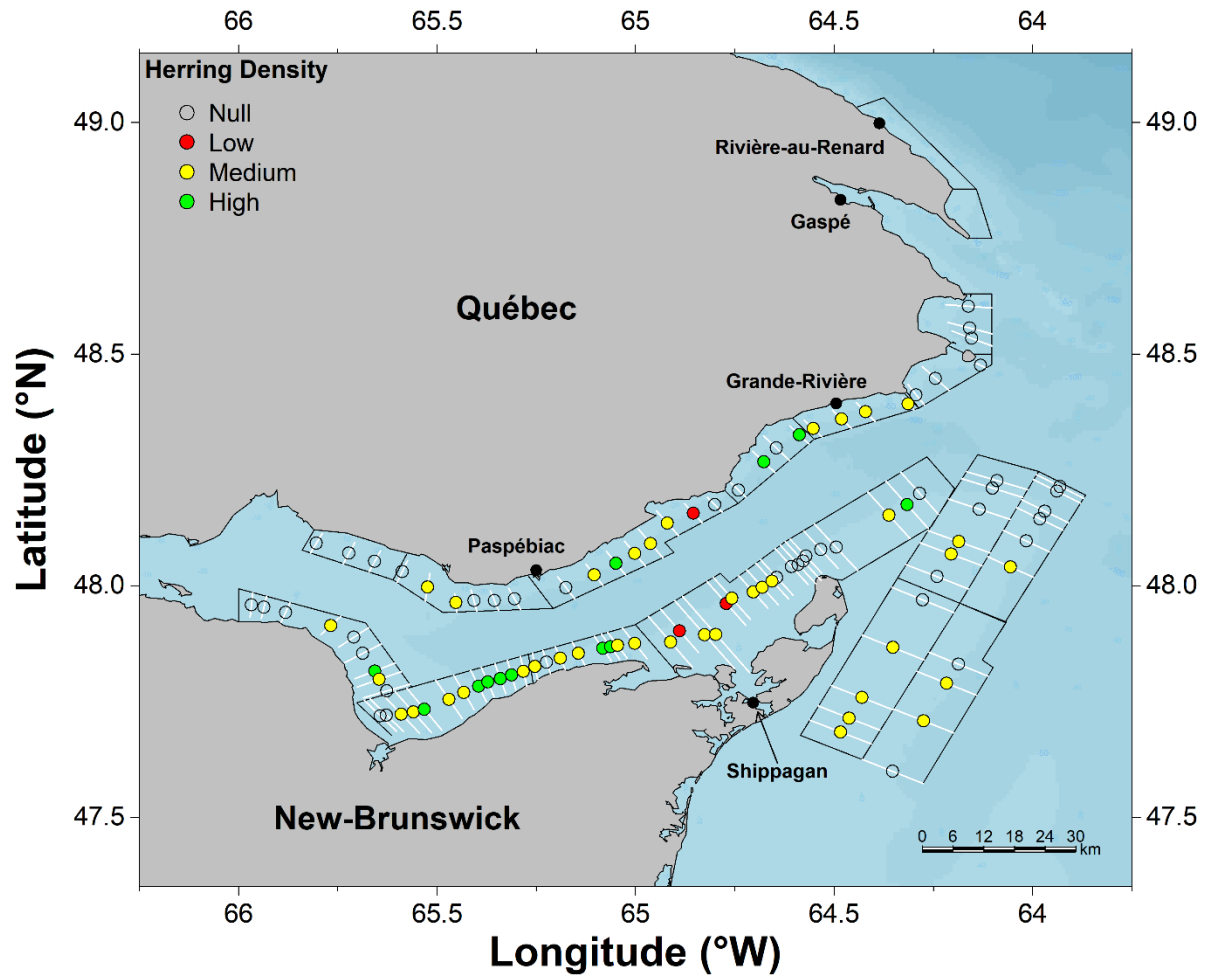 66 65.5 65 64.5 64
Herring Density
Null
Low
Medium
High
49.0 49.0
Rivière-au-Renard
Gaspé
Québec
48.5 48.5
Grande-Rivière
Paspébiac
48.0 48.0
Shippagan
New-Brunswick
47.5 47.5
0 6 12 18 24 30
km
66 65.5 65 64.5 64
Latitude (°N)
Longitude (°W)